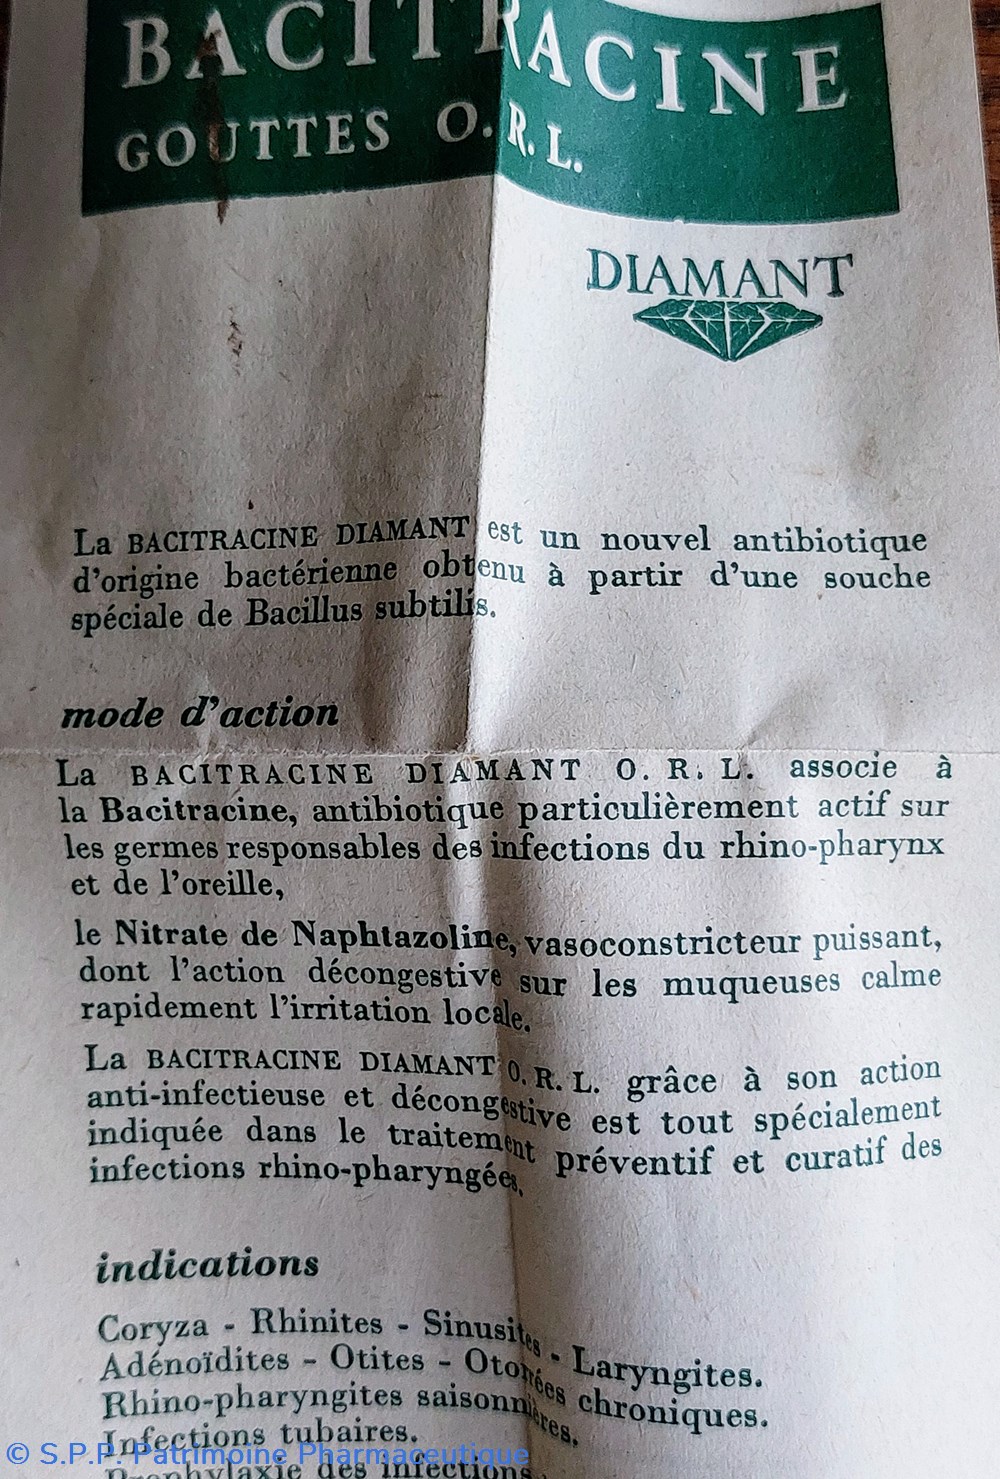 BACITRACINE
GOUTTES O.R.L.
DIAMANT
La BACITRACINE DIAMANT est un nouvel antibiotique
d'origine bactérienne obtenu à partir d'une souche
spéciale de Bacillus subtilis.
mode d'action
La BACITRACINE DIAMANT O. R. L. associe à
la Bacitracine, antibiotique particulièrement actif sur
les germes responsables des infections du rhino-pharynx
et de l'oreille,
le Nitrate de Naphtazoline, vasoconstricteur puissant,
dont l'action décongestive sur les muqueuses calme
rapidement l'irritation locale.
La BACITRACINE DIAMANT O. R. L. grâce à son action
anti-infectieuse et décongestive est tout spécialement
indiquée dans le traitement préventif et curatif des
infections rhino-pharyngées.
indications
Coryza - Rhinites - Sinusites - Laryngites.
Adénoïdites - Otites - Otorrées chroniques.
Rhino-pharyngites saisonnières.
Infections tubaires.
Prophylaxie des infections
© S.P.P. Patrimoine Pharmaceutique